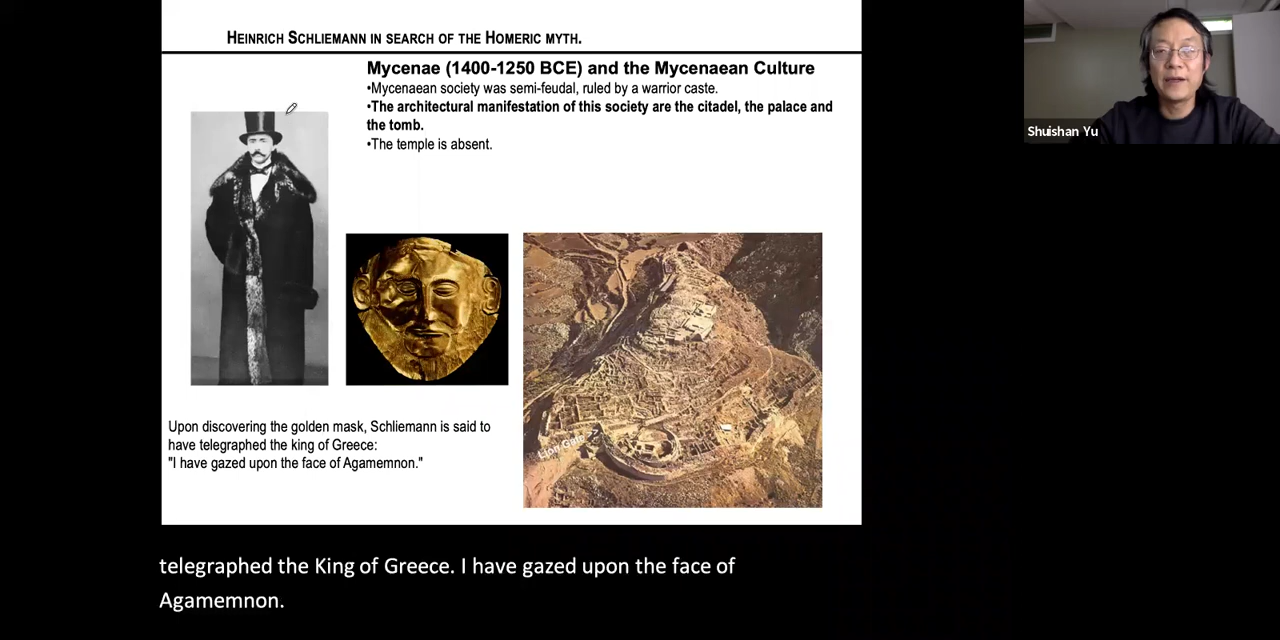 HEINRICH SCHLIEMANN IN SEARCH OF THE HOMERIC MYTH.
Mycenae (1400-1250 BCE) and the Mycenaean Culture
•Mycenaean society was semi-feudal, ruled by a warrior caste.
•The architectural manifestation of this society are the citadel, the palace and
the tomb.
•The temple is absent.
Shuishan Yu
Lion Gate
Upon discovering the golden mask, Schliemann is said to
have telegraphed the king of Greece:
"I have gazed upon the face of Agamemnon."
telegraphed the King of Greece. I have gazed upon the face of
Agamemnon.